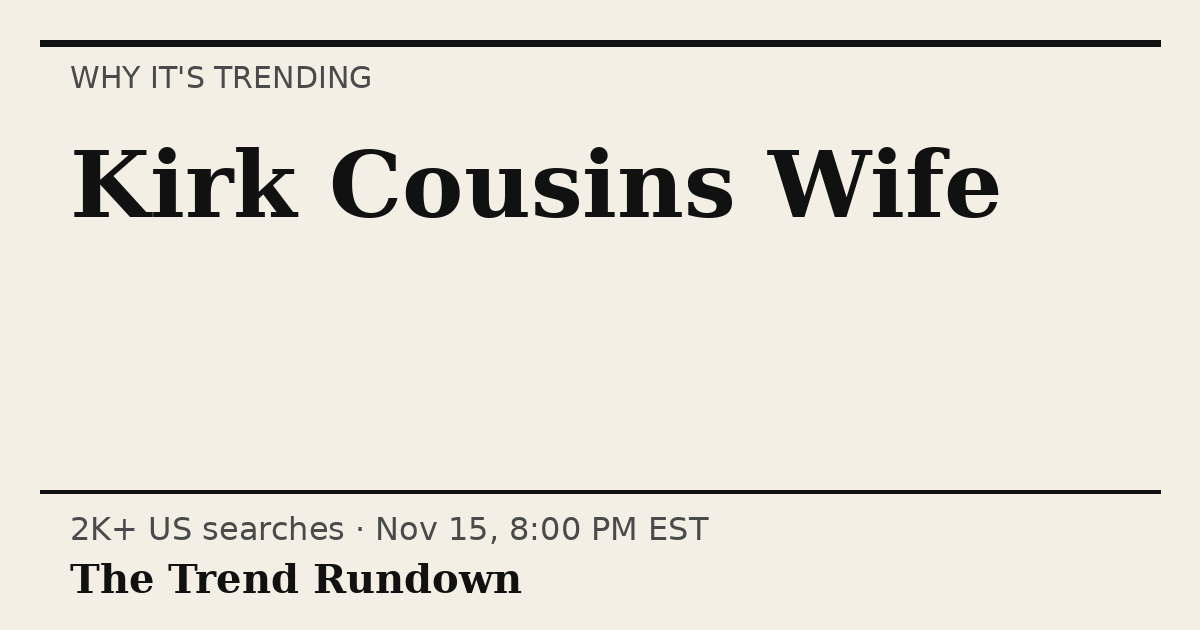 WHY IT'S TRENDING
Kirk Cousins Wife
2K+ US searches · Nov 15, 8:00 PM EST
The Trend Rundown